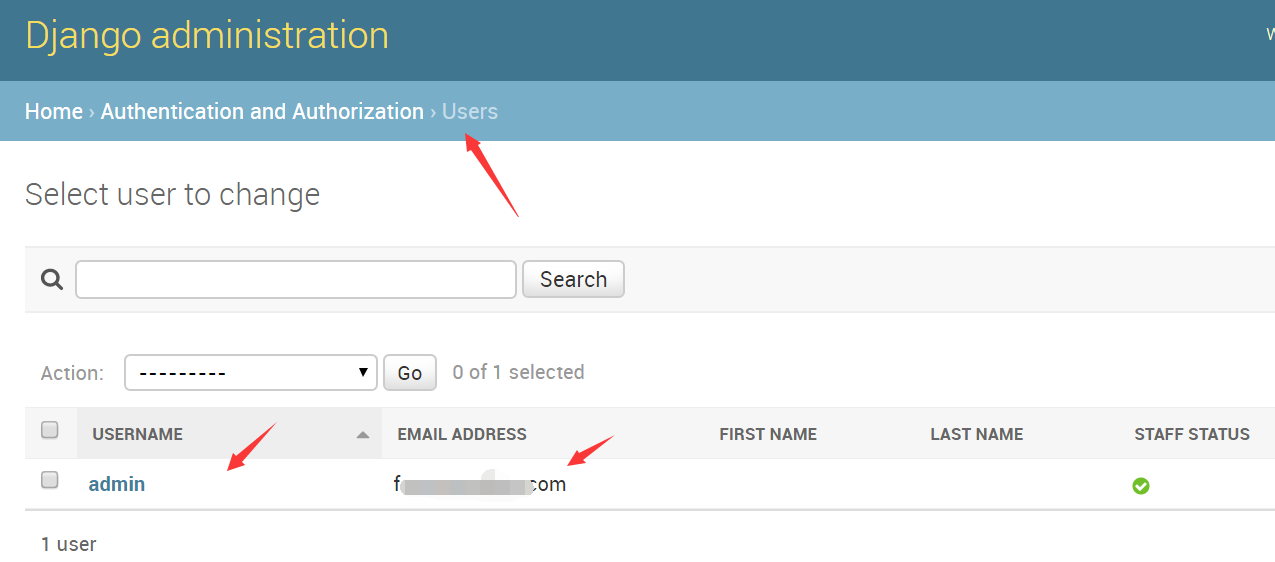 Django administration
W
Home › Authentication and Authorization › Users
Select user to change
Search
Action: --------- Go 0 of 1 selected
USERNAME EMAIL ADDRESS FIRST NAME LAST NAME STAFF STATUS
admin f com
1 user